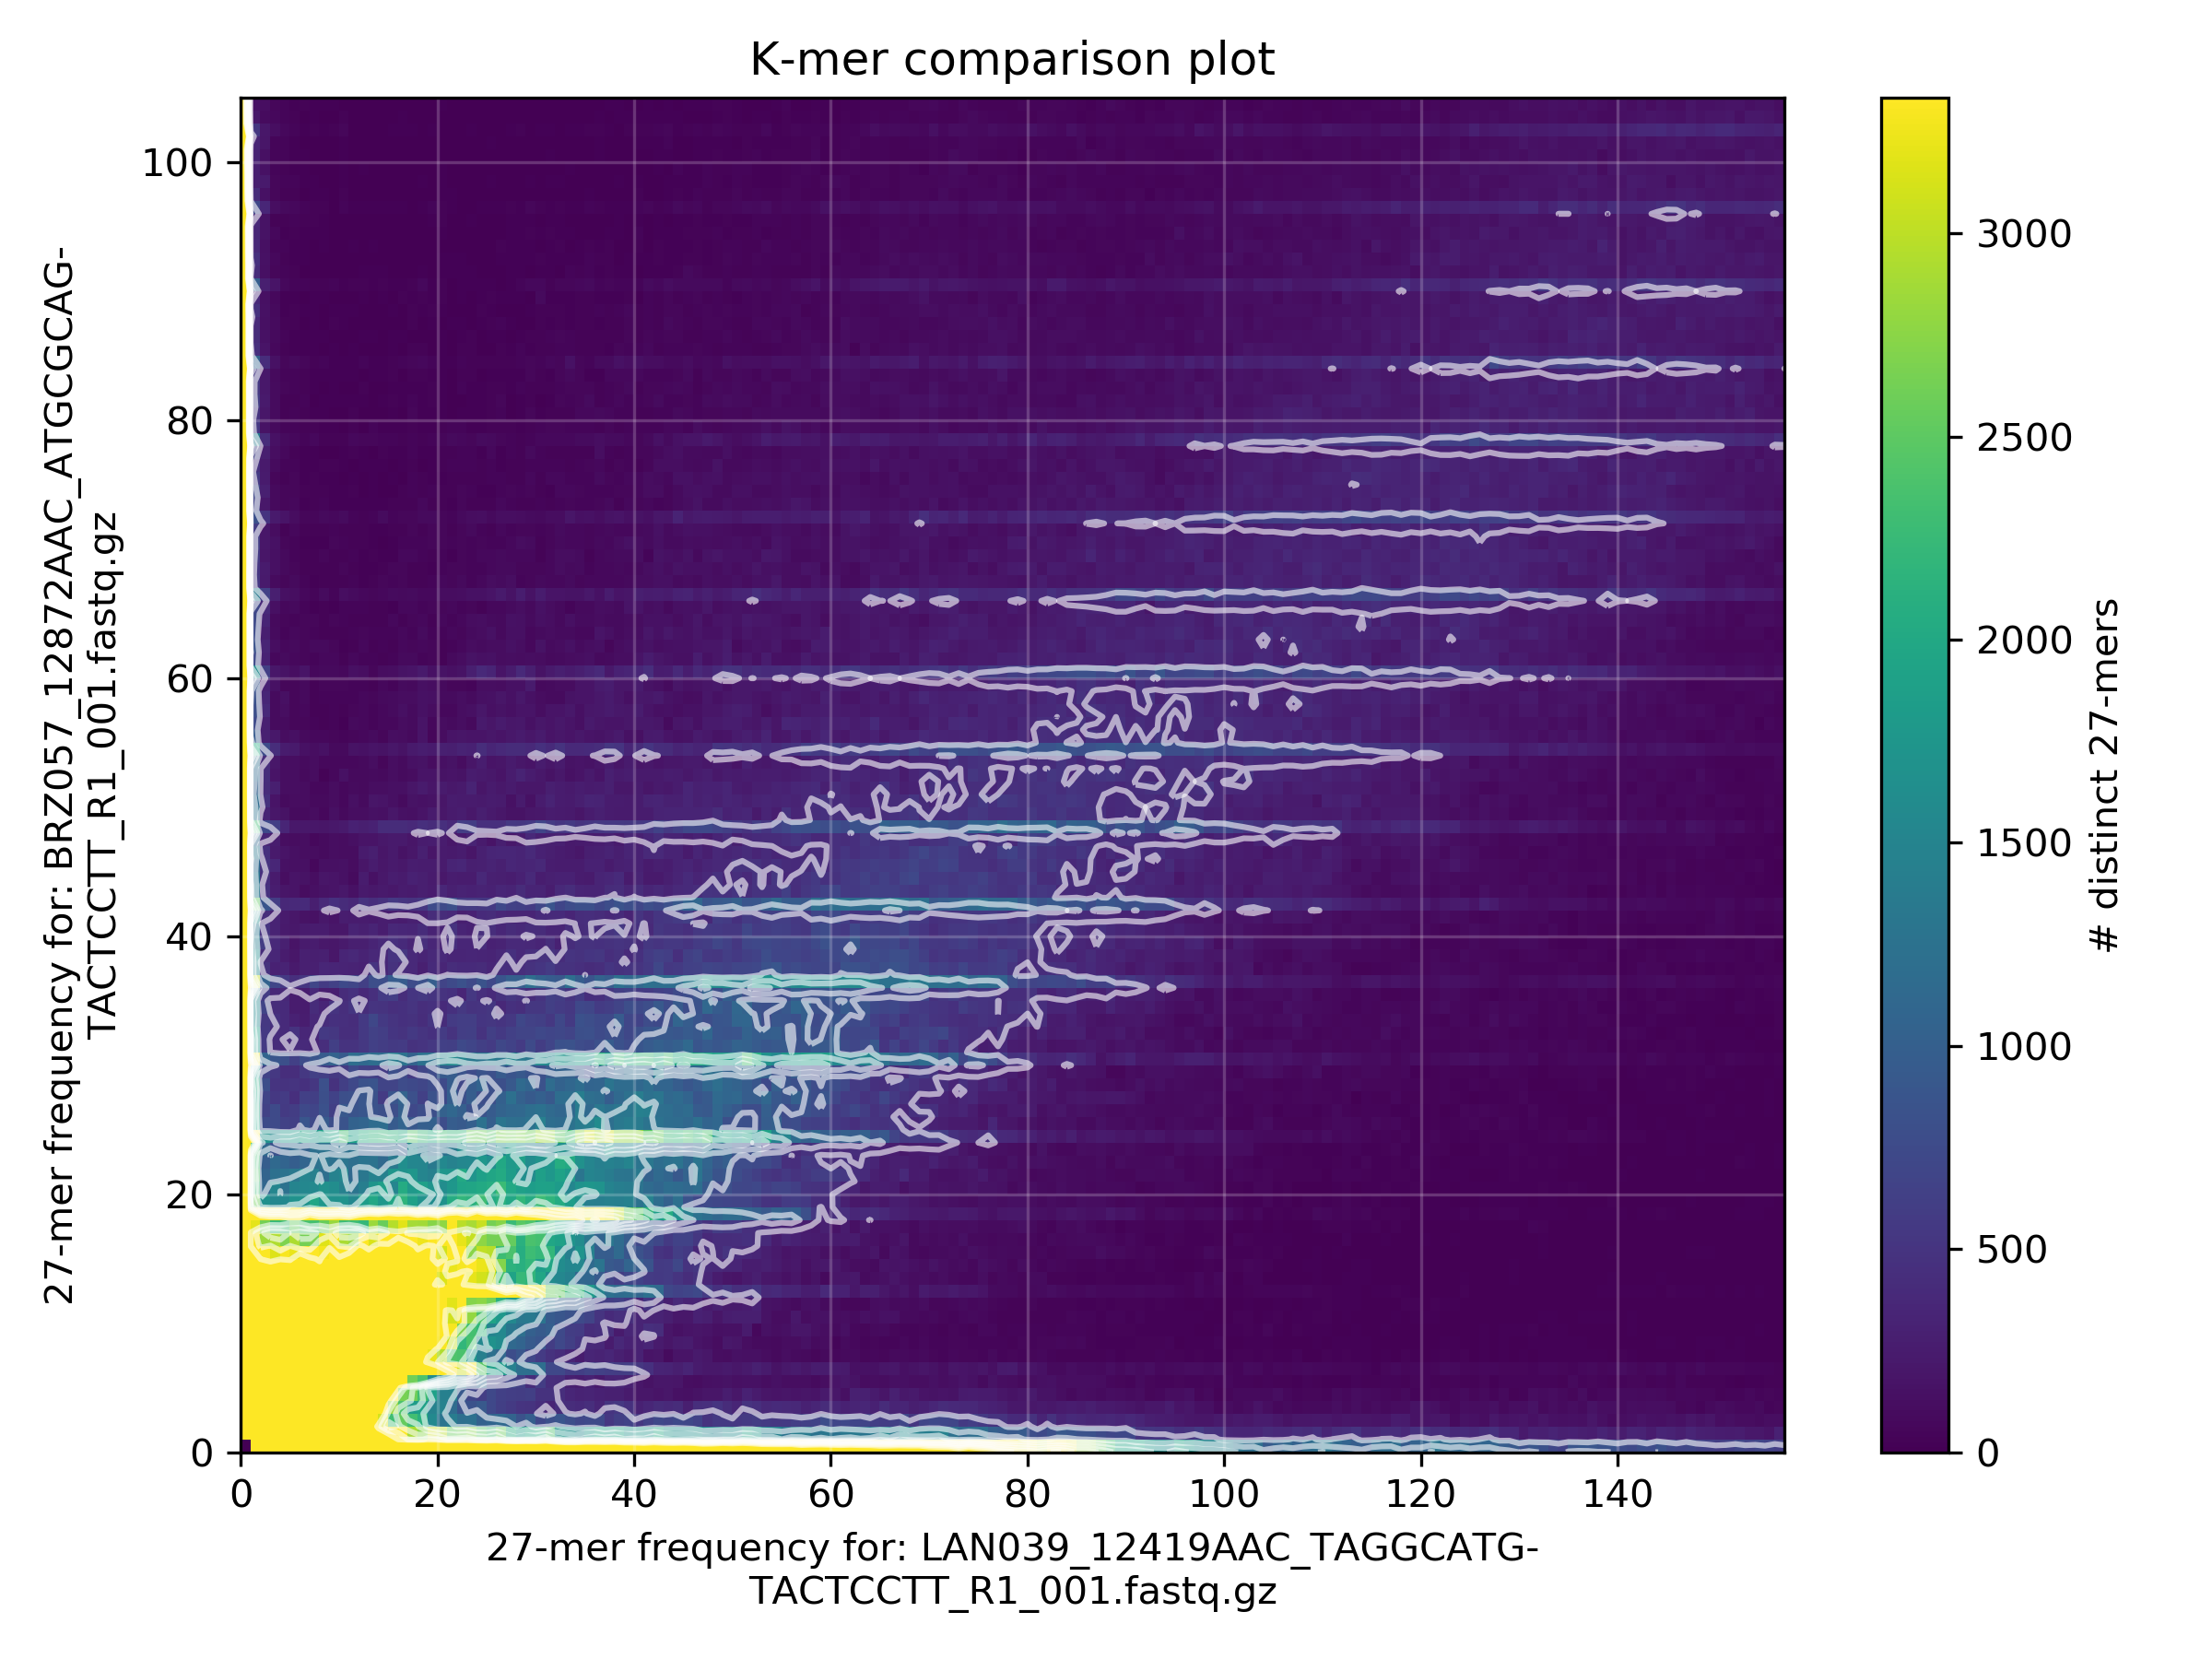 K-mer comparison plot
27-mer frequency for: BRZ057_12872AAC_ATGCGCAG-
TACTCCTT_R1_001.fastq.gz
100
80
60
40
20
0
0 20 40 60 80 100 120 140
27-mer frequency for: LAN039_12419AAC_TAGGCATG-
TACTCCTT_R1_001.fastq.gz
3000
2500
2000
1500
1000
500
0
# distinct 27-mers